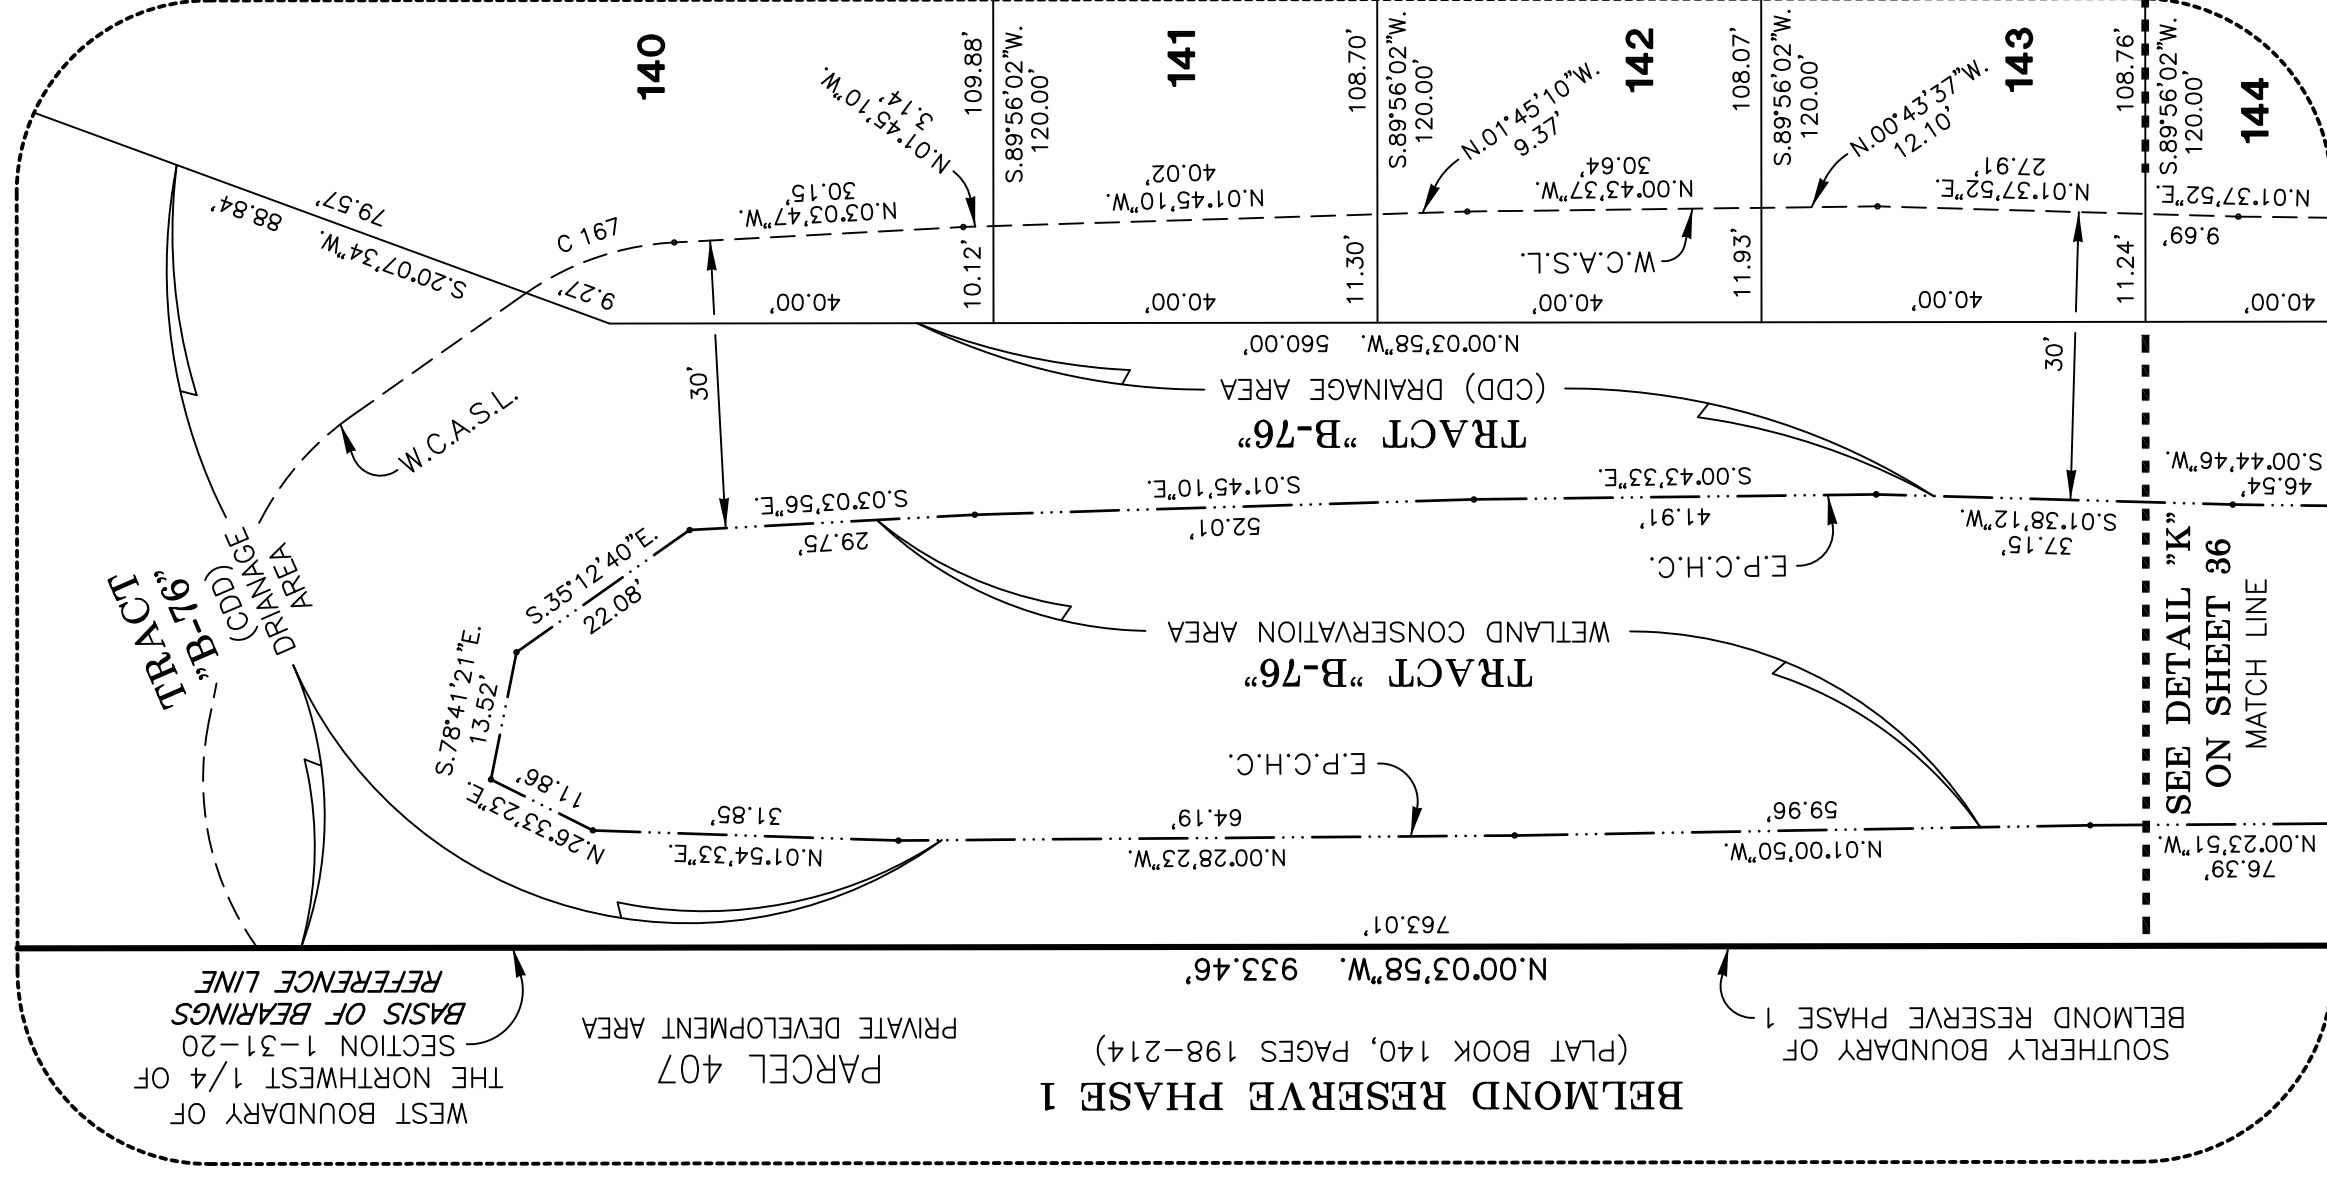 140
109.88'
S.89°56'02"W.
120.00'
141
108.70'
S.89°56'02"W.
120.00'
142
108.07'
S.89°56'02"W.
120.00'
143
108.76'
S.89°56'02"W.
120.00'
144
N.01°45'10"W.
3.14'
N.01°45'10"W.
9.37'
N.00°43'37"W.
12.10'
79.57'
88.84'
S.20°07'34"W.
9.27'
C 167
30.15'
N.03°03'47"W.
40.02'
N.01°45'10"W.
30.64'
N.00°43'37"W.
27.91'
N.01°37'52"E.
N.01°37'52"E.
9.69'
W.C.A.S.L.
10.12'
11.30'
11.93'
11.24'
40.00'
40.00'
40.00'
40.00'
40.00'
N.00°03'58"W. 560.00'
30'
30'
TRACT "B-76"
(CDD) DRAINAGE AREA
W.C.A.S.L.
TRACT
"B-76"
(CDD)
DRIANAGE
AREA
S.03°03'56"E.
29.75'
S.01°45'10"E.
52.01'
S.00°43'33"E.
41.91'
S.01°38'12"W.
37.15'
S.00°44'46"W.
46.54'
E.P.C.H.C.
S.35°12'40"E.
22.08'
S.78°41'21"E.
13.52'
11.86'
N.26°33'23"E.
TRACT "B-76"
WETLAND CONSERVATION AREA
E.P.C.H.C.
31.85'
N.01°54'33"E.
64.19'
N.00°28'23"W.
59.96'
N.01°00'50"W.
N.00°23'51"W.
76.39'
SEE DETAIL "K"
ON SHEET 36
MATCH LINE
763.01'
N.00°03'58"W. 933.46'
WEST BOUNDARY OF
THE NORTHWEST 1/4 OF
SECTION 1-31-20
BASIS OF BEARINGS
REFERENCE LINE
PARCEL 407
PRIVATE DEVELOPMENT AREA
BELMOND RESERVE PHASE 1
(PLAT BOOK 140, PAGES 198-214)
SOUTHERLY BOUNDARY OF
BELMOND RESERVE PHASE 1